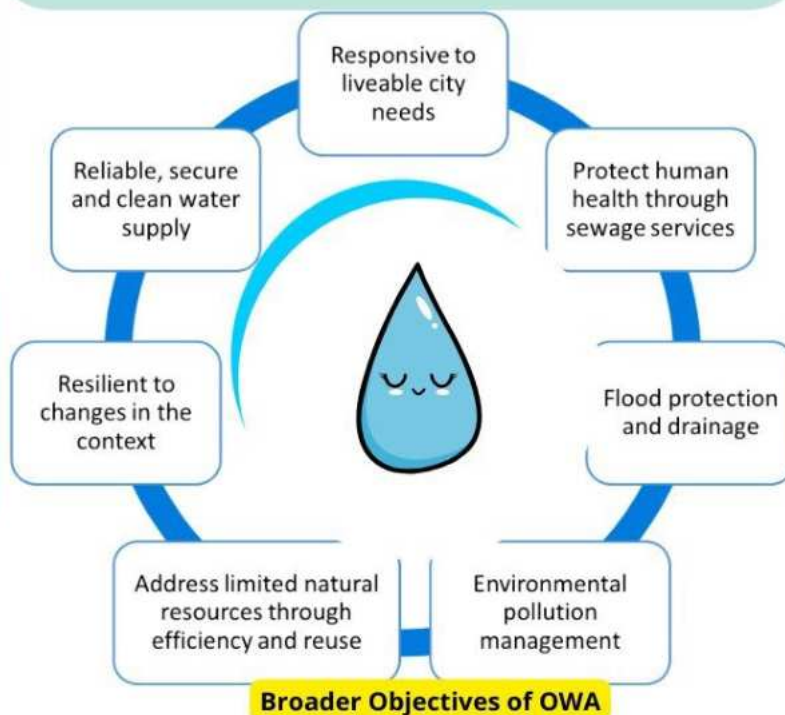 Responsive to
liveable city
needs
Protect human
health through
sewage services
Flood protection
and drainage
Environmental
pollution
management
Address limited natural
resources through
efficiency and reuse
Resilient to
changes in the
context
Reliable, secure
and clean water
supply
Broader Objectives of OWA